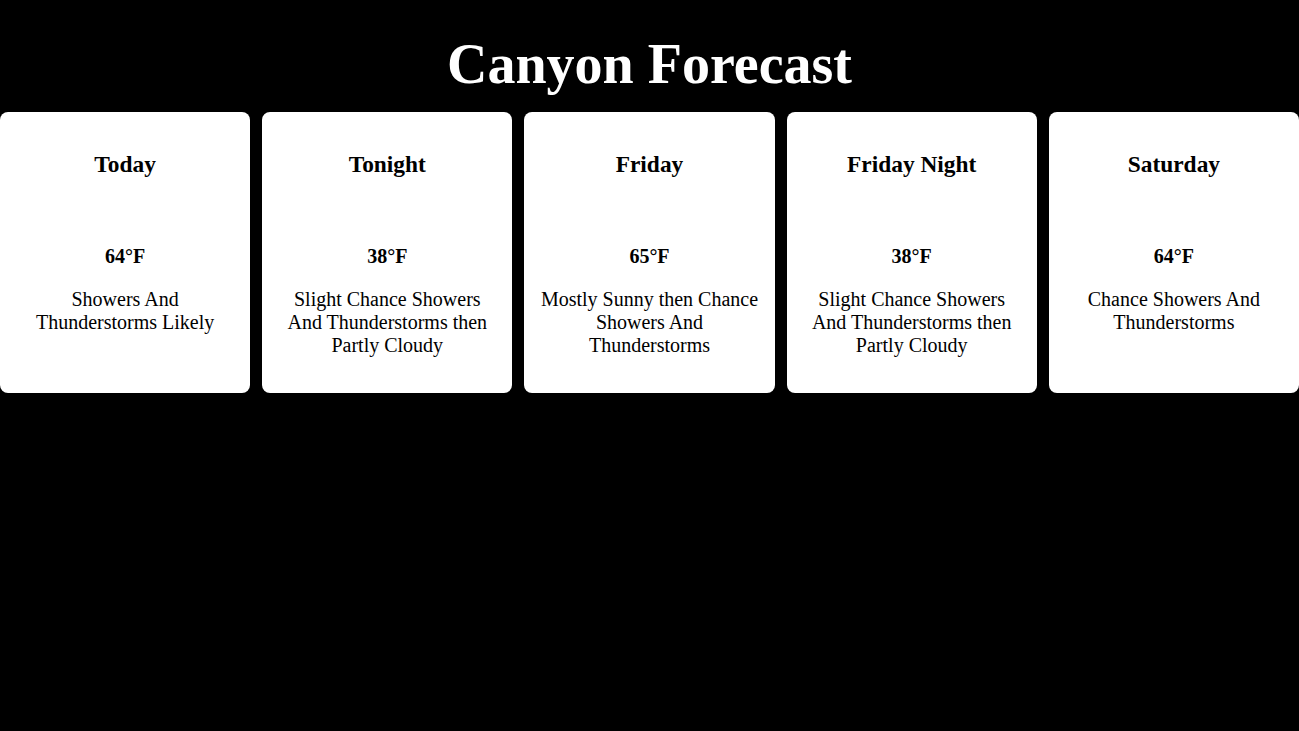 Canyon Forecast
Today
64°F
Showers And
Thunderstorms Likely
Tonight
38°F
Slight Chance Showers
And Thunderstorms then
Partly Cloudy
Friday
65°F
Mostly Sunny then Chance
Showers And
Thunderstorms
Friday Night
38°F
Slight Chance Showers
And Thunderstorms then
Partly Cloudy
Saturday
64°F
Chance Showers And
Thunderstorms